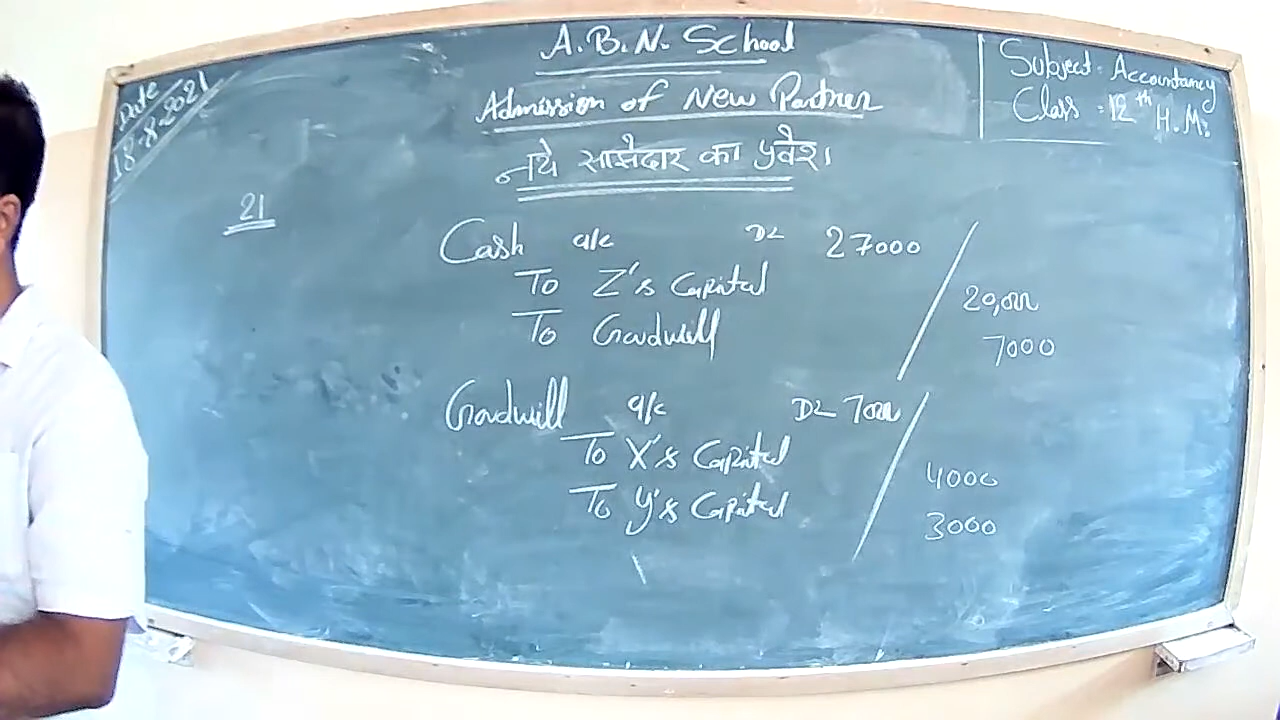 A.B.N. School
Date
18-8-2021
Subject: Accountancy
Class :12th H.M.
Admission of New Partner
नये साझेदार का प्रवेश।
21
Cash a/c Dr 27000
To Z's Capital 20,000
To Goodwill 7000
Goodwill a/c Dr 7000
To X's Capital 4000
To Y's Capital 3000